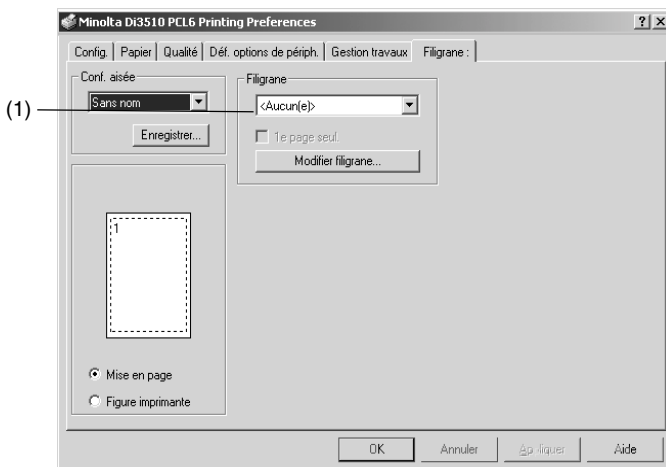 Minolta Di3510 PCL6 Printing Preferences
Config. Papier Qualité Déf. options de périph. Gestion travaux Filigrane :
Conf. aisée
Sans nom
Enregistrer...
Filigrane
(1)
<Aucun(e)>
1e page seul.
Modifier filigrane...
1
Mise en page
Figure imprimante
OK Annuler Appliquer Aide